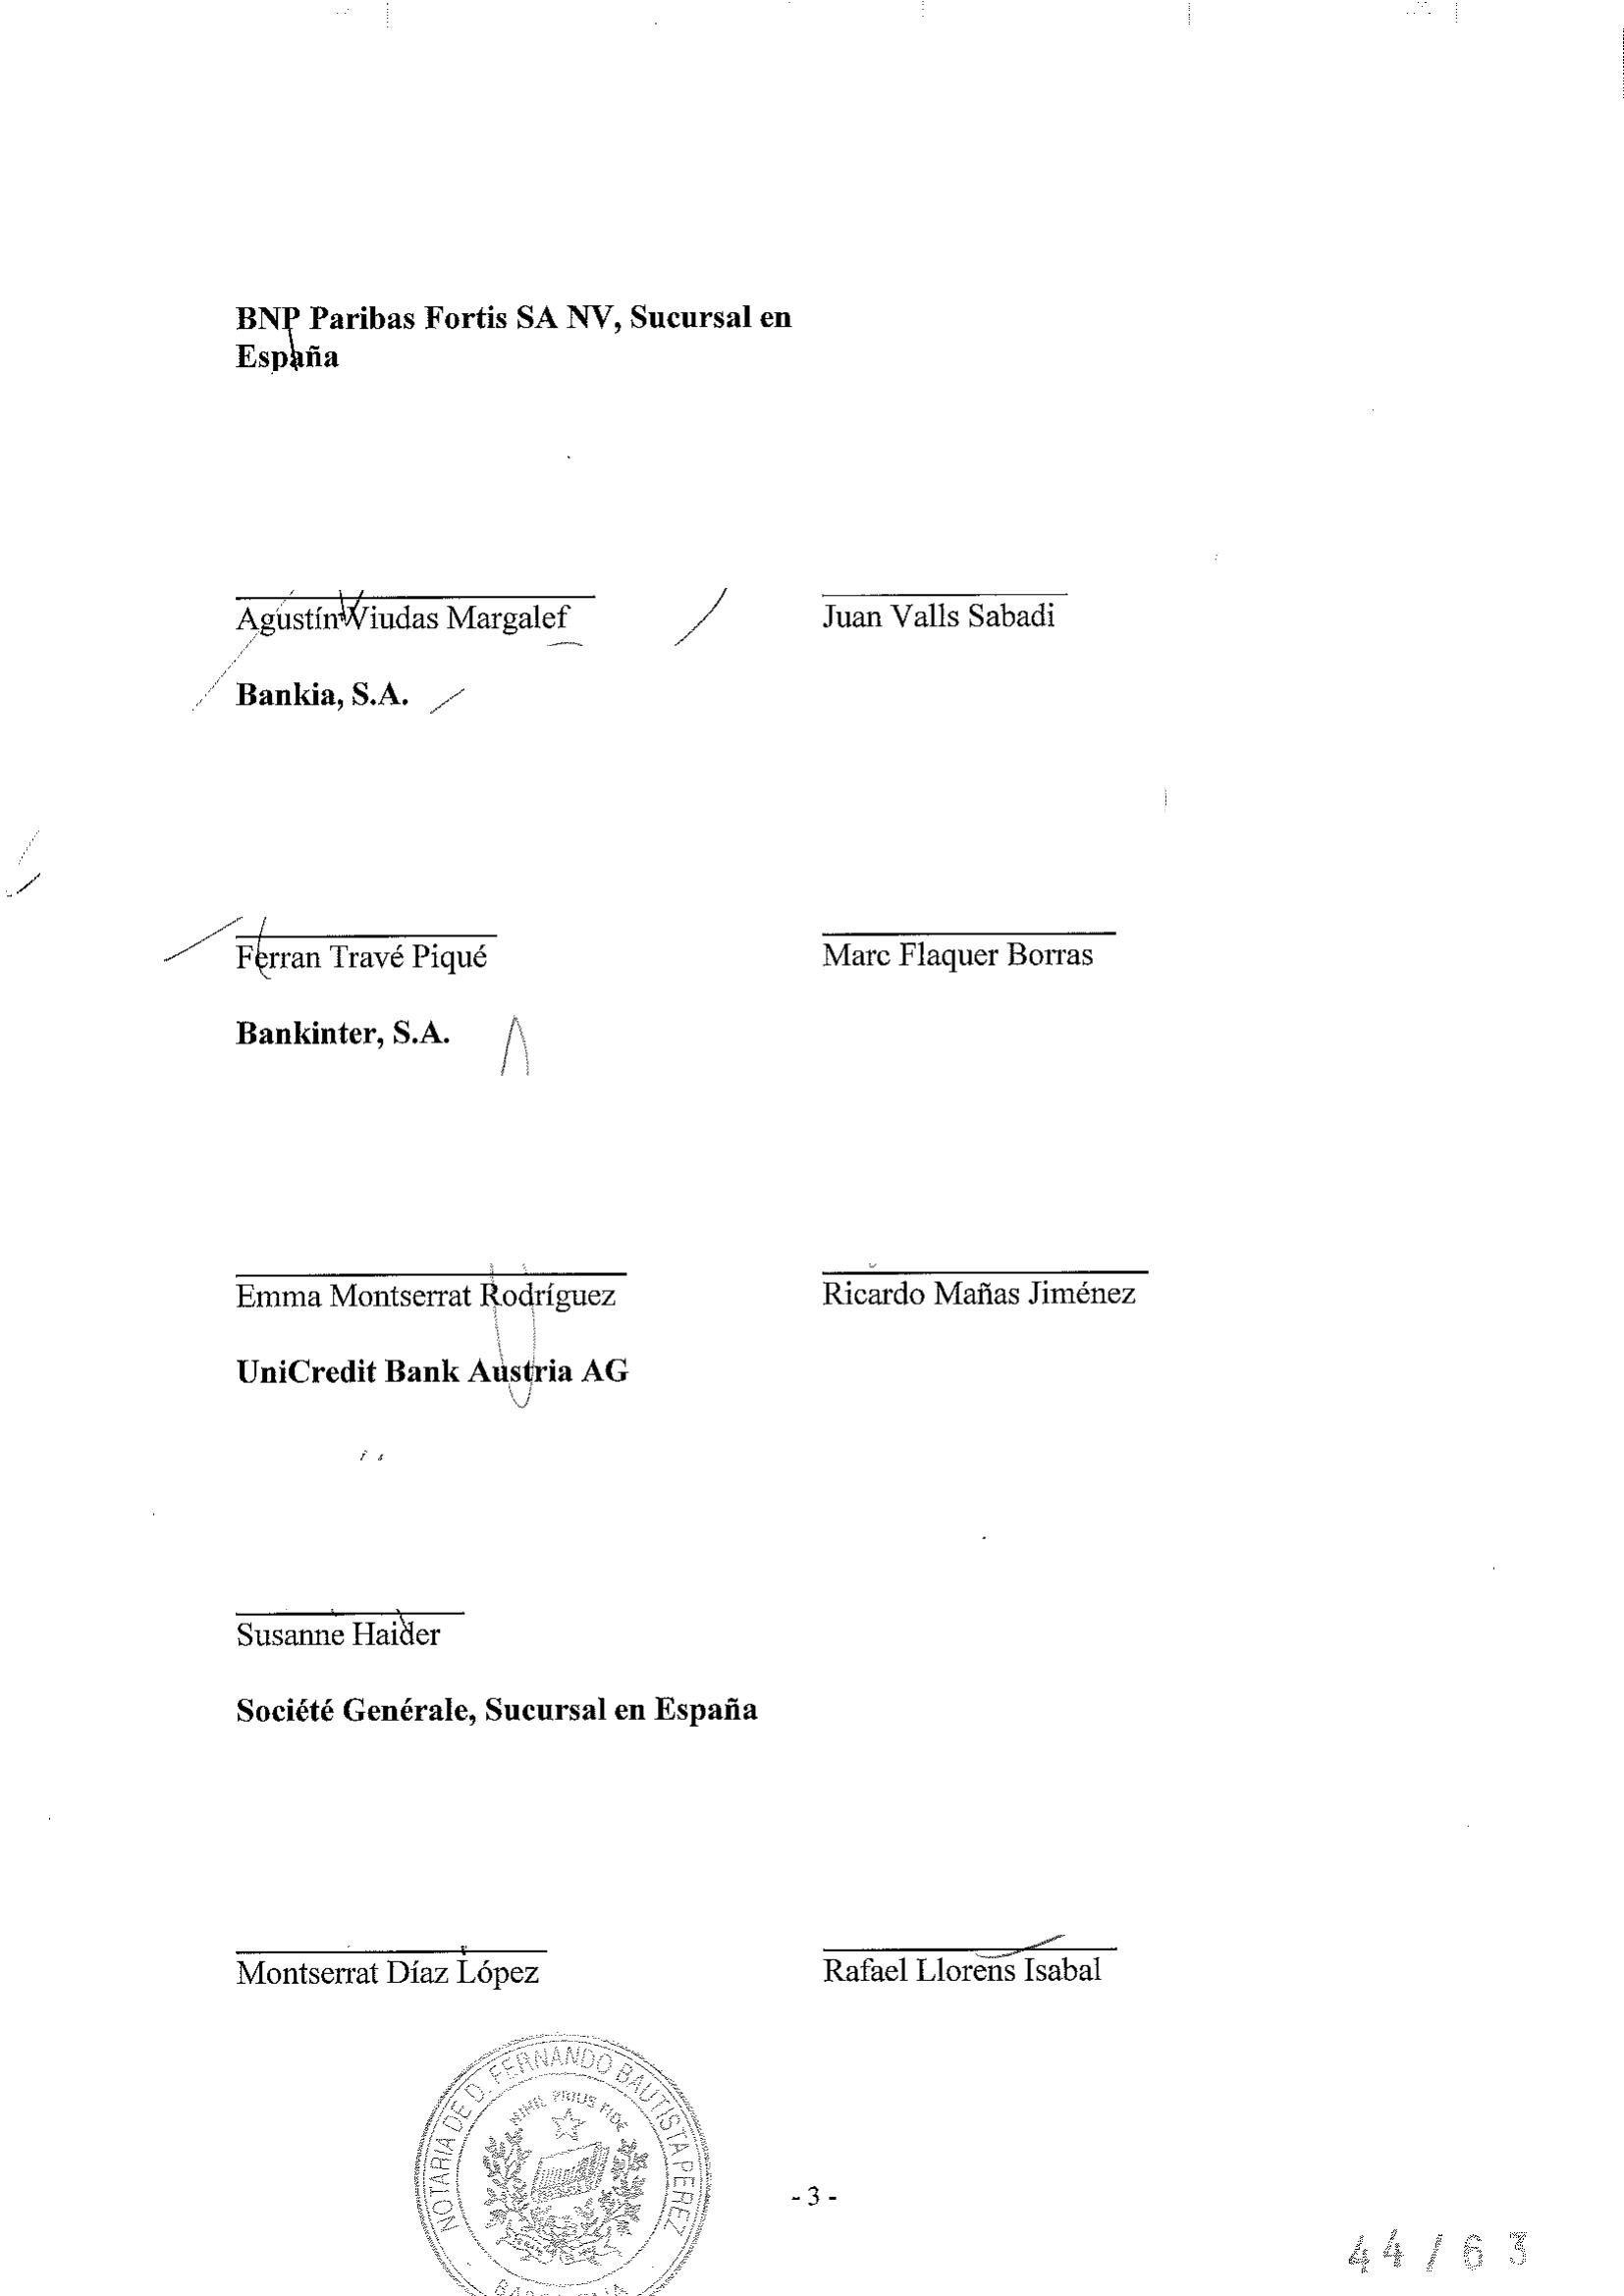 BNP Paribas Fortis SA NV, Sucursal en
España
Agustín Viudas Margalef
Juan Valls Sabadi
Bankia, S.A.
Ferran Travé Piqué
Marc Flaquer Borras
Bankinter, S.A.
Emma Montserrat Rodríguez
Ricardo Mañas Jiménez
UniCredit Bank Austria AG
Susanne Haider
Société Genérale, Sucursal en España
Montserrat Díaz López
Rafael Llorens Isabal
NOTARIA DE D. FERNANDO BAUTISTA PEREZ
NIHIL PRIUS FIDE
- 3 -
44/63